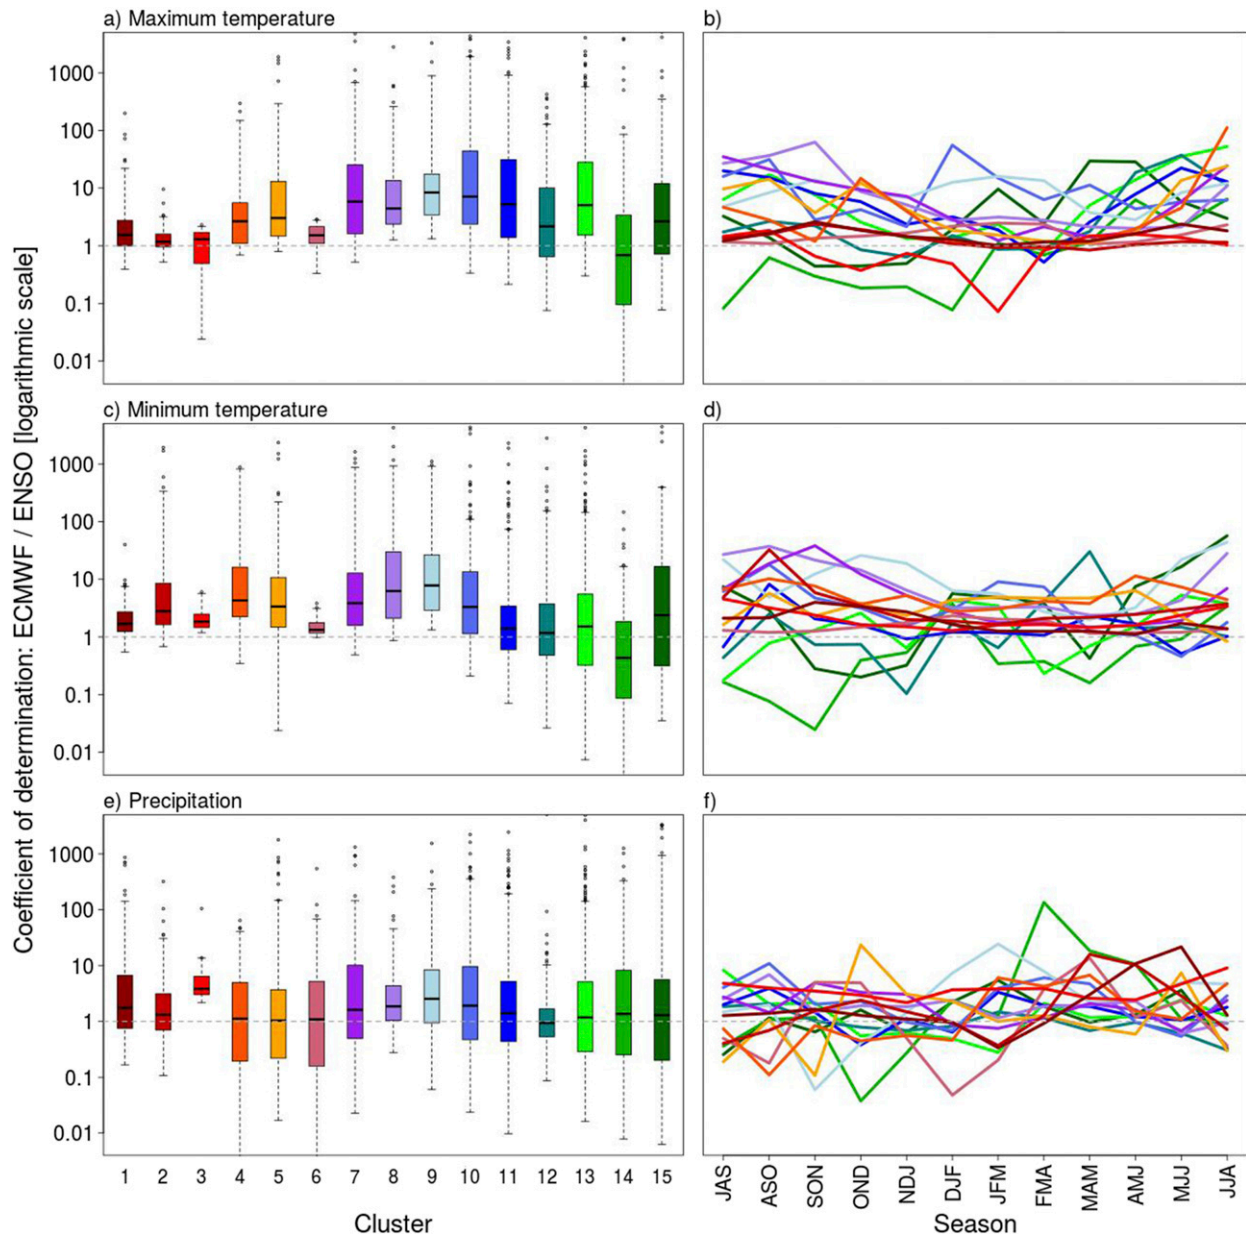 a) Maximum temperature
b)
1000
100
10
1
0.1
0.01
c) Minimum temperature
d)
1000
100
10
1
0.1
0.01
e) Precipitation
f)
1000
100
10
1
0.1
0.01
Coefficient of determination: ECMWF / ENSO [logarithmic scale]
1 2 3 4 5 6 7 8 9 10 11 12 13 14 15
JAS ASO SON OND NDJ DJF JFM FMA MAM AMJ MJJ JJA
Cluster
Season